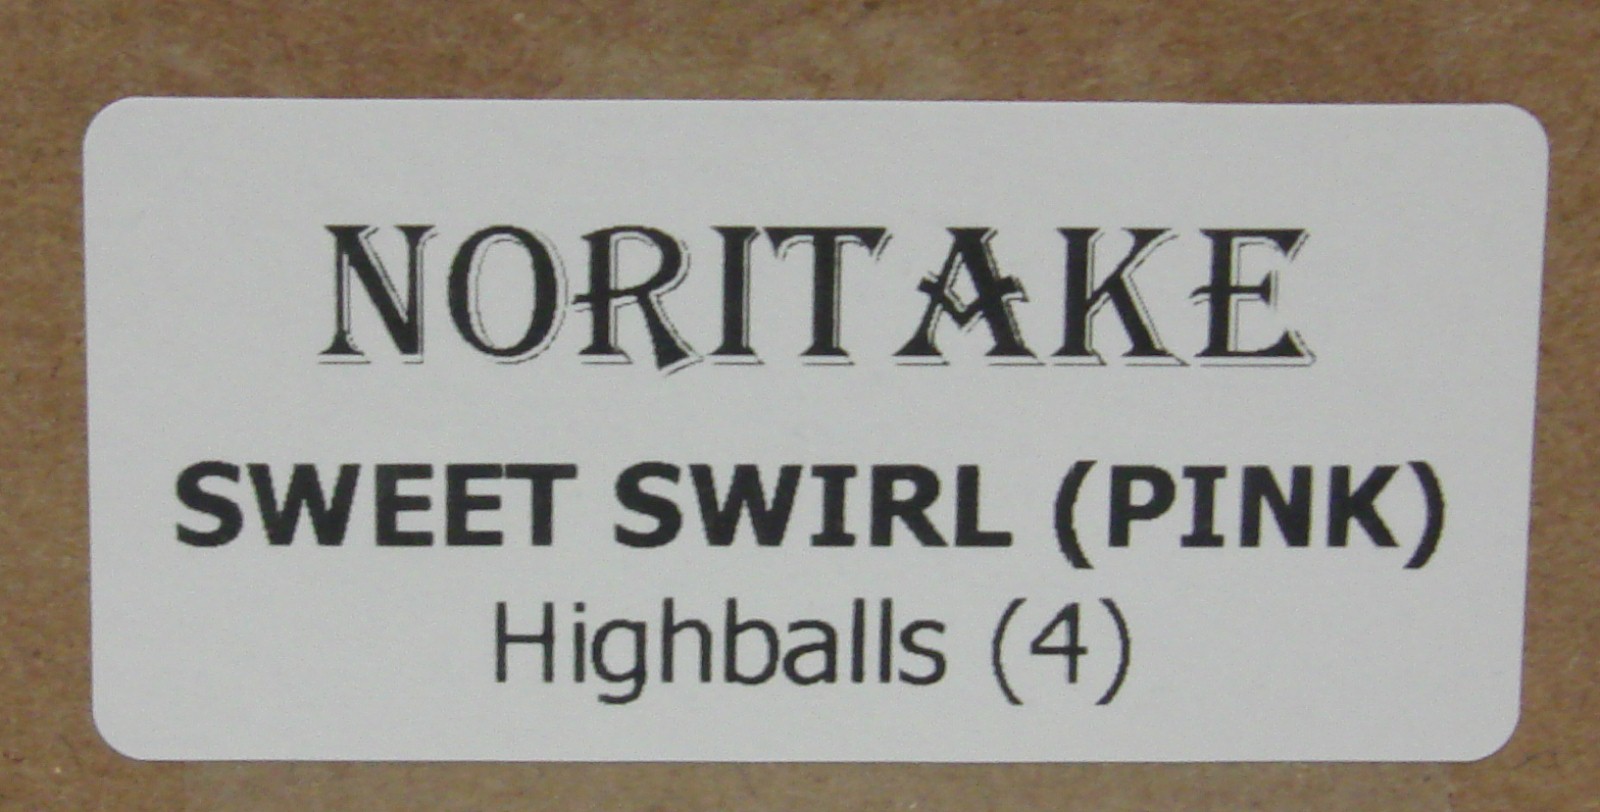 NORITAKE
SWEET SWIRL (PINK)
Highballs (4)